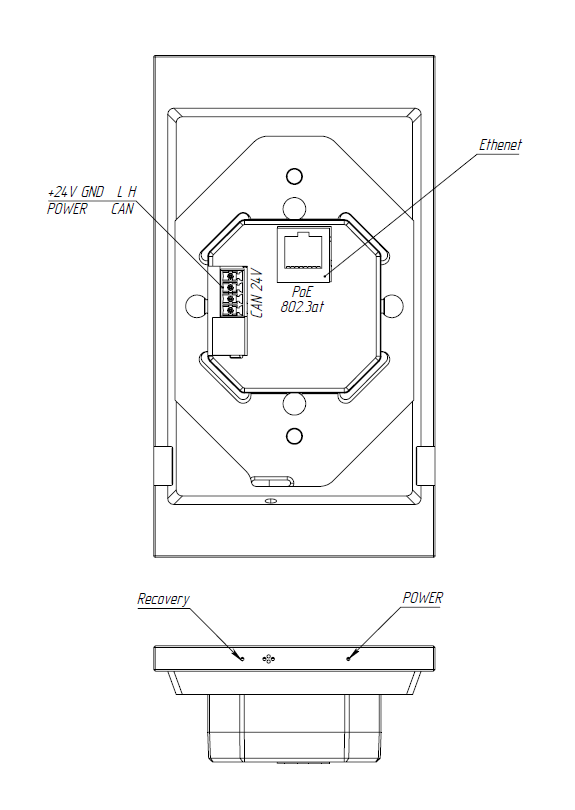 Ethenet
+24V GND L H
POWER CAN
CAN 24V
PoE
802.3at
Recovery
POWER